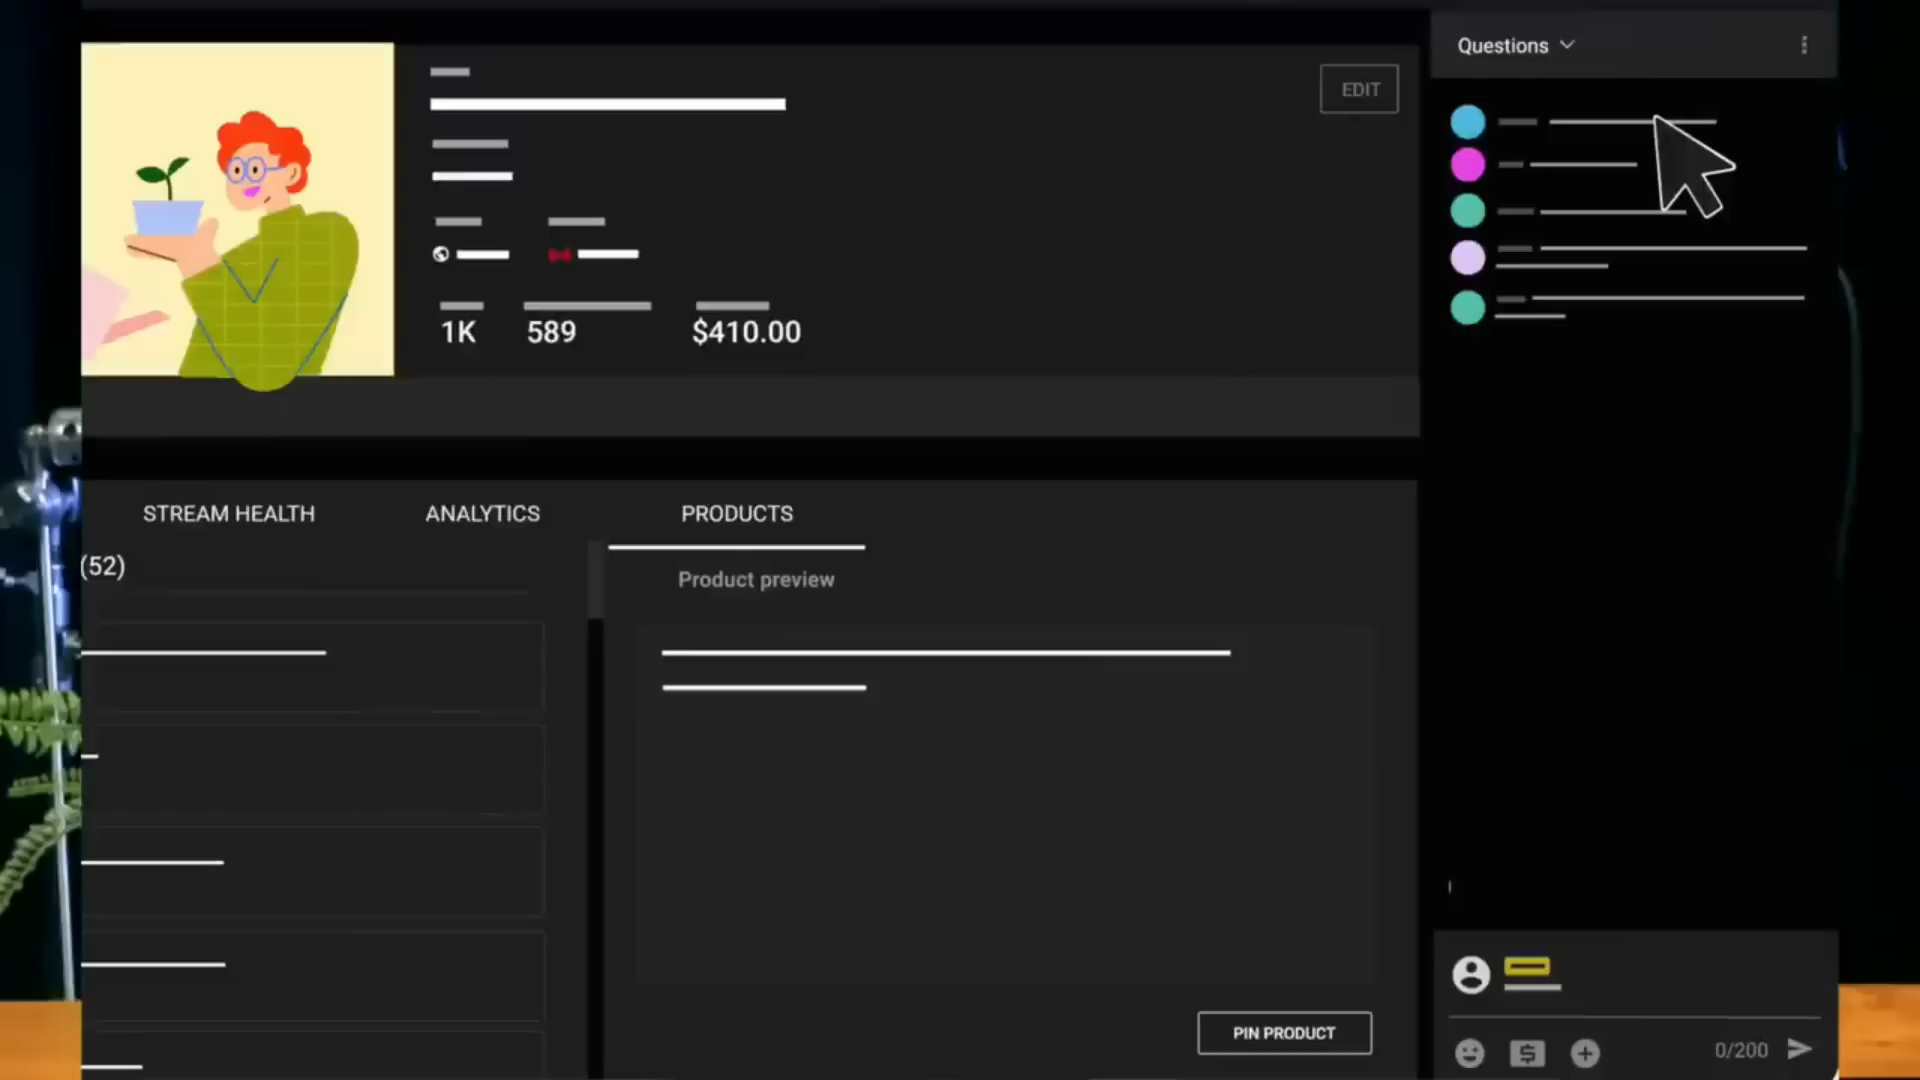 Questions
EDIT
1K 589 $410.00
STREAM HEALTH ANALYTICS PRODUCTS
(52)
Product preview
PIN PRODUCT
0/200